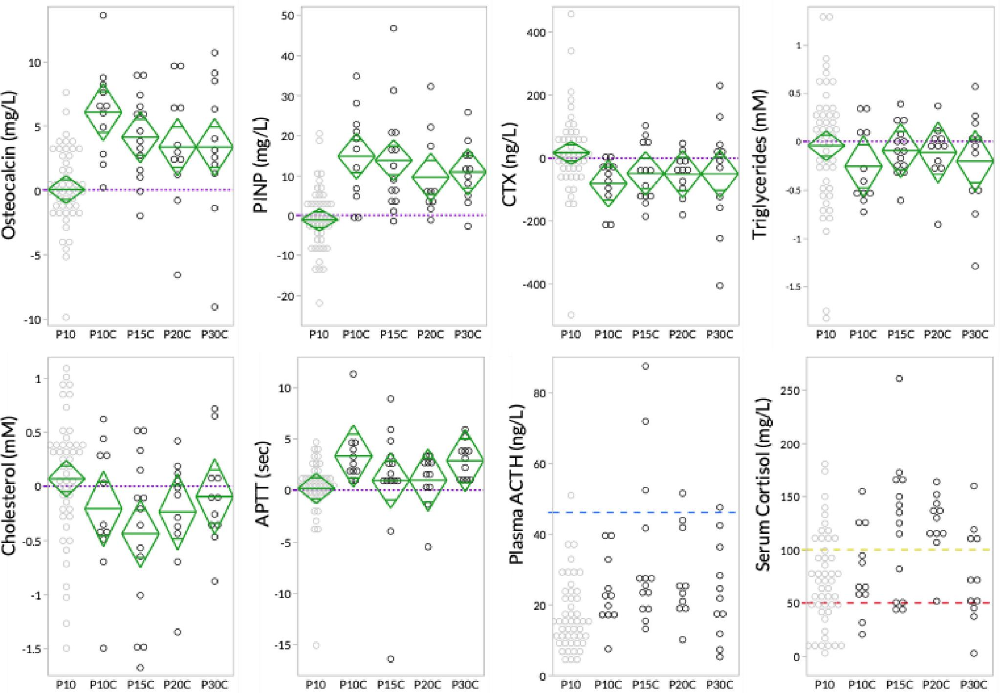 Osteocalcin (mg/L)
10
5
0
-5
-10
P10 P10C P15C P20C P30C
PINP (mg/L)
50
40
30
20
10
0
-10
-20
P10 P10C P15C P20C P30C
CTX (ng/L)
400
200
0
-200
-400
P10 P10C P15C P20C P30C
Triglycerides (mM)
1
0.5
0
-0.5
-1
-1.5
P10 P10C P15C P20C P30C
Cholesterol (mM)
1
0.5
0
-0.5
-1
-1.5
P10 P10C P15C P20C P30C
APTT (sec)
10
5
0
-5
-10
-15
P10 P10C P15C P20C P30C
Plasma ACTH (ng/L)
80
60
40
20
0
P10 P10C P15C P20C P30C
Serum Cortisol (mg/L)
250
200
150
100
50
0
P10 P10C P15C P20C P30C